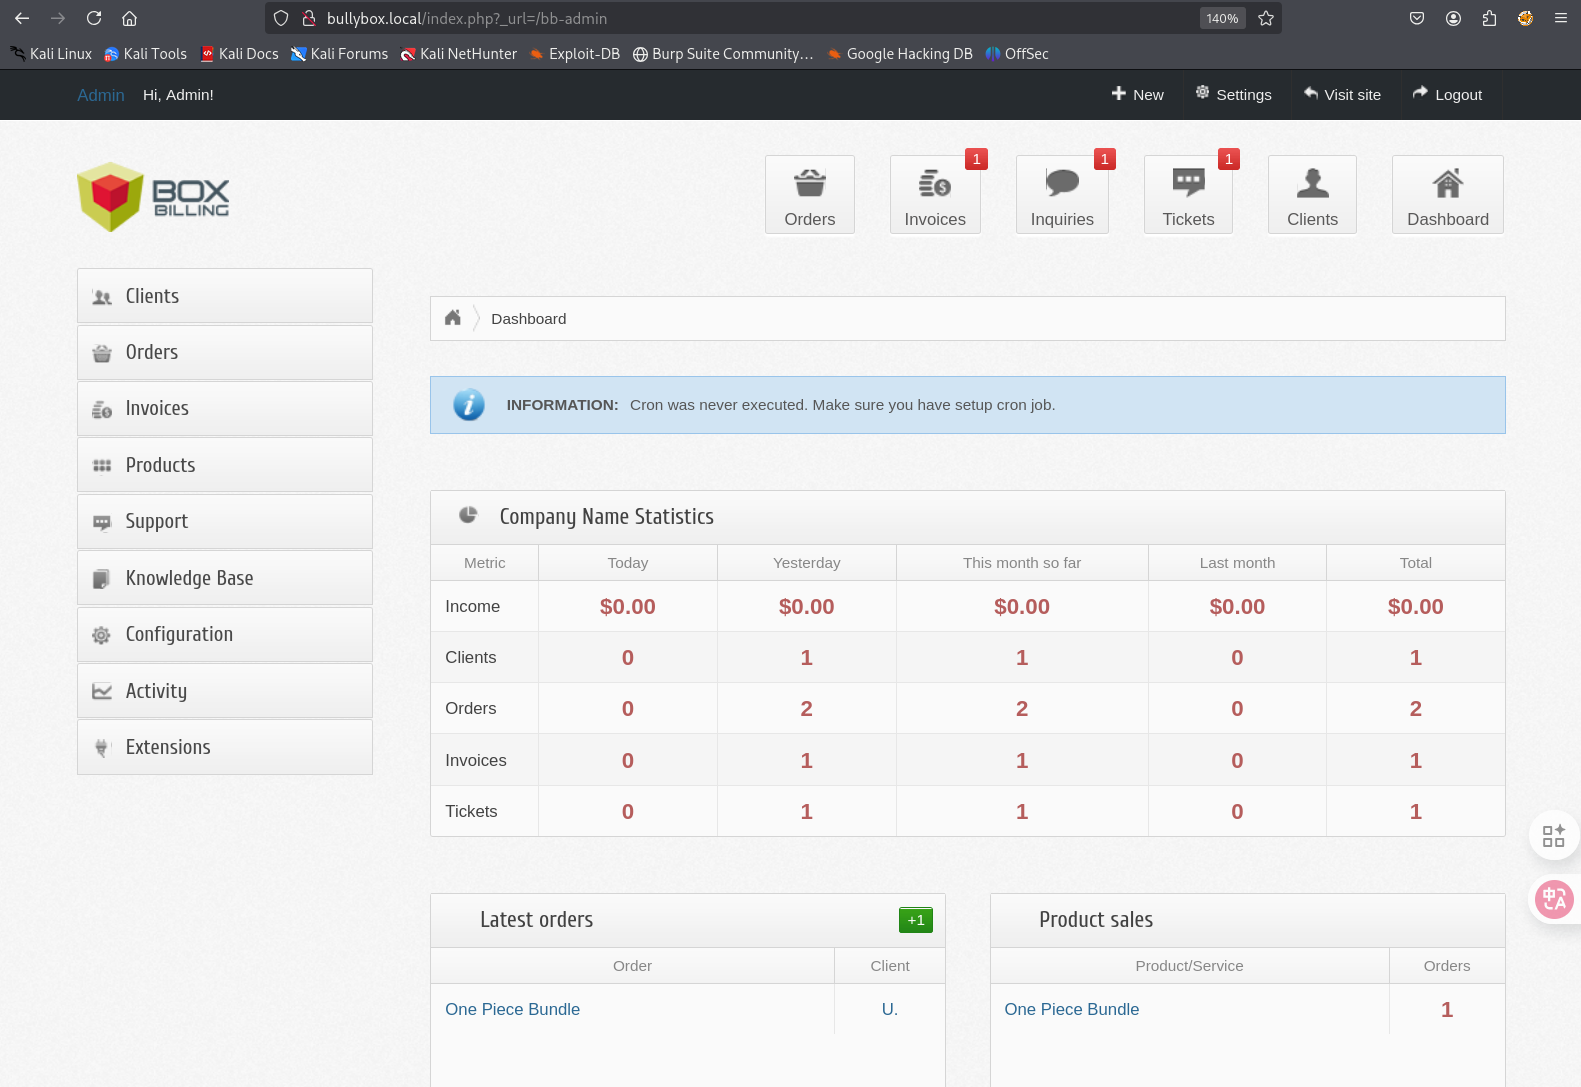 bullybox.local/index.php?_url=/bb-admin 140%
Kali Linux Kali Tools Kali Docs Kali Forums Kali NetHunter Exploit-DB Burp Suite Community... Google Hacking DB OffSec
Admin Hi, Admin! New Settings Visit site Logout
BOX
BILLING
1 1 1
Orders Invoices Inquiries Tickets Clients Dashboard
Clients
Orders
Invoices
Products
Support
Knowledge Base
Configuration
Activity
Extensions
Dashboard
INFORMATION: Cron was never executed. Make sure you have setup cron job.
Company Name Statistics
Metric Today Yesterday This month so far Last month Total
Income $0.00 $0.00 $0.00 $0.00 $0.00
Clients 0 1 1 0 1
Orders 0 2 2 0 2
Invoices 0 1 1 0 1
Tickets 0 1 1 0 1
Latest orders +1
Order Client
One Piece Bundle U.
Product sales
Product/Service Orders
One Piece Bundle 1
中A